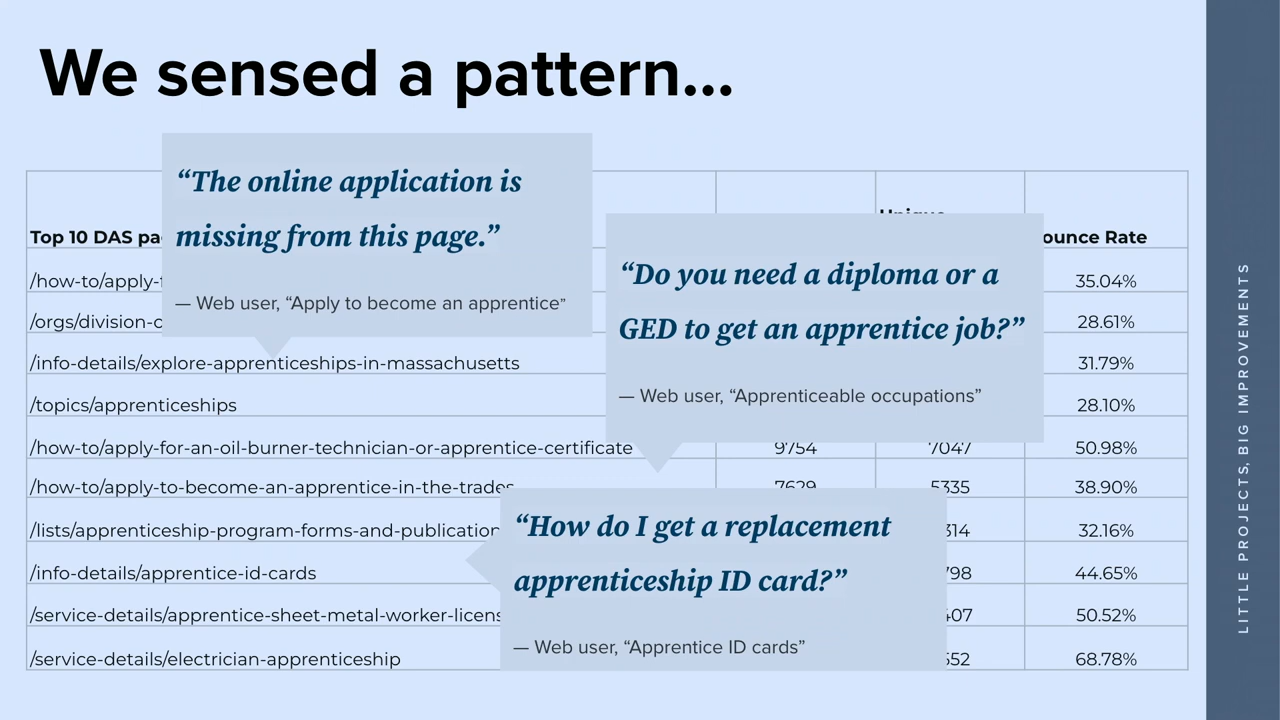 We sensed a pattern...
“The online application is
missing from this page.”
— Web user, “Apply to become an apprentice”
“Do you need a diploma or a
GED to get an apprentice job?”
— Web user, “Apprenticeable occupations”
“How do I get a replacement
apprenticeship ID card?”
— Web user, “Apprentice ID cards”
Top 10 DAS Unique Rate
/how-to/apply- 35.04%
/orgs/division- 28.61%
/info-details/explore-apprenticeships-in-massachusetts 31.79%
/topics/apprenticeships 28.10%
/how-to/apply-for-an-oil-burner-technician-or-apprentice-certificate 9754 7047 50.98%
/how-to/apply-to-become-an-apprentice-in-the-trades 7629 5335 38.90%
/lists/apprenticeship-program-forms-and-publication 32.16%
/info-details/apprentice-id-cards 44.65%
/service-details/apprentice-sheet-metal-worker-licens 50.52%
/service-details/electrician-apprenticeship 68.78%
LITTLE PROJECTS, BIG IMPROVEMENTS